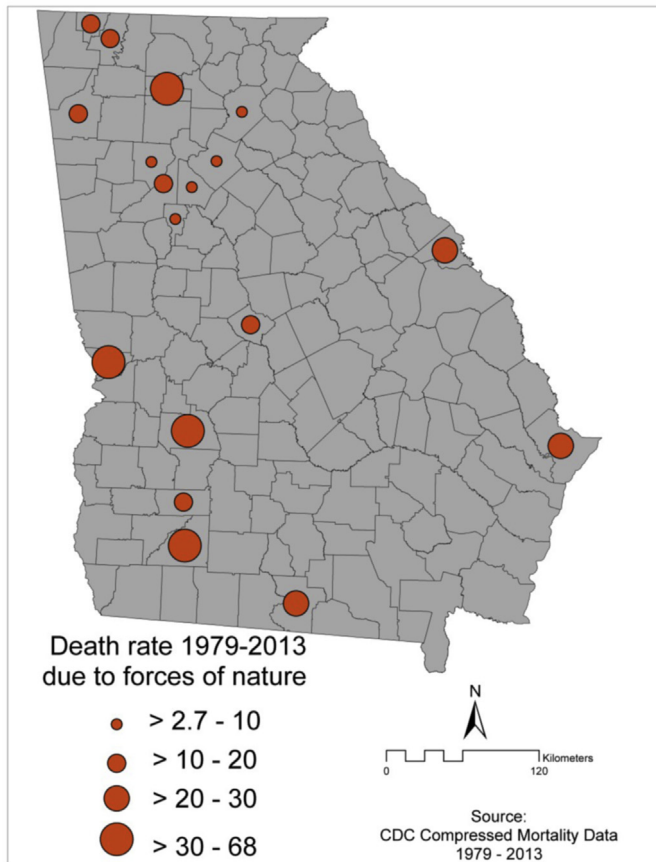 Death rate 1979-2013
due to forces of nature
> 2.7 - 10
> 10 - 20
> 20 - 30
> 30 - 68
N
Kilometers
0 120
Source:
CDC Compressed Mortality Data
1979 - 2013